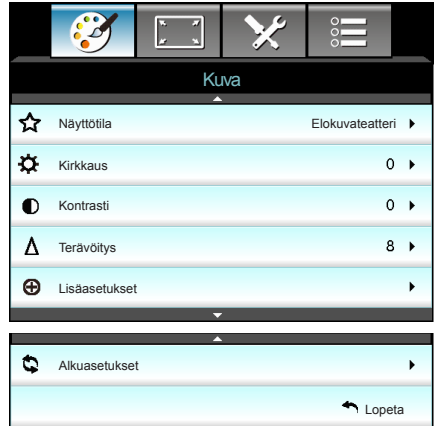 Kuva
Näyttötila Elokuvateatteri
Kirkkaus 0
Kontrasti 0
Terävöitys 8
Lisäasetukset
Alkuasetukset
Lopeta